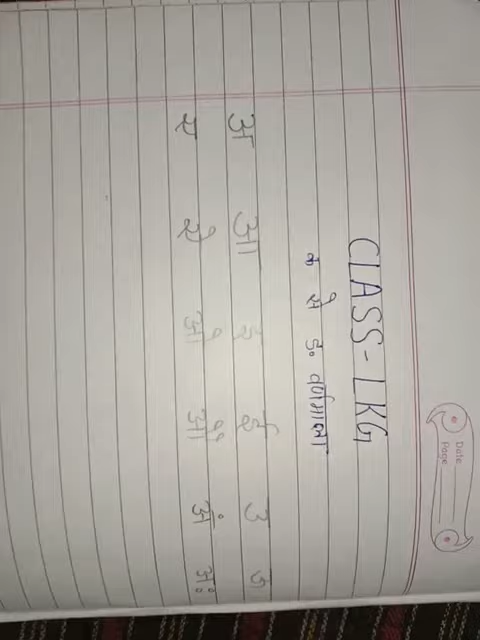 Date
Page
CLASS - LKG
क से ङ वर्णमाला
अ आ इ ई उ ऊ
ए ऐ ओ औ अं अः